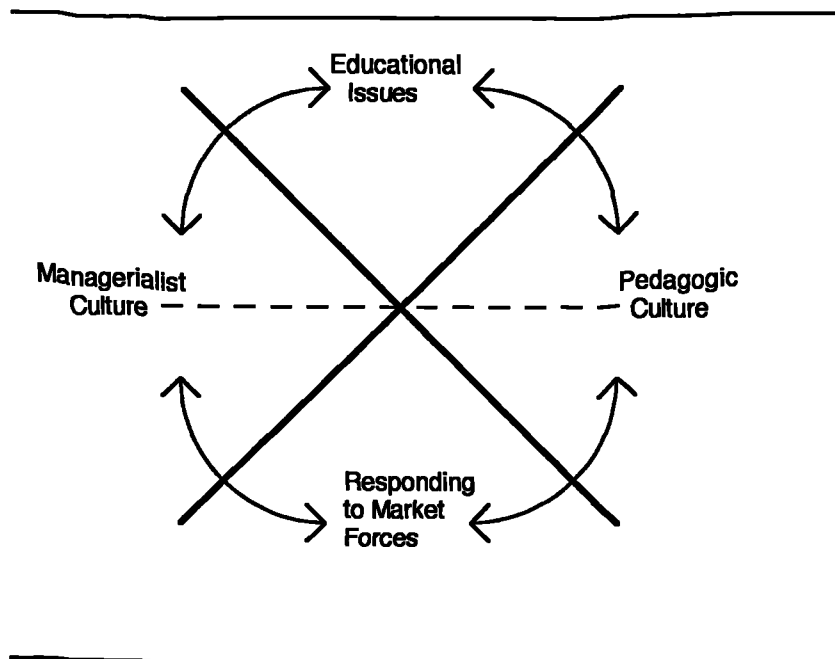 Educational
Issues
Managerialist
Culture
Pedagogic
Culture
Responding
to Market
Forces